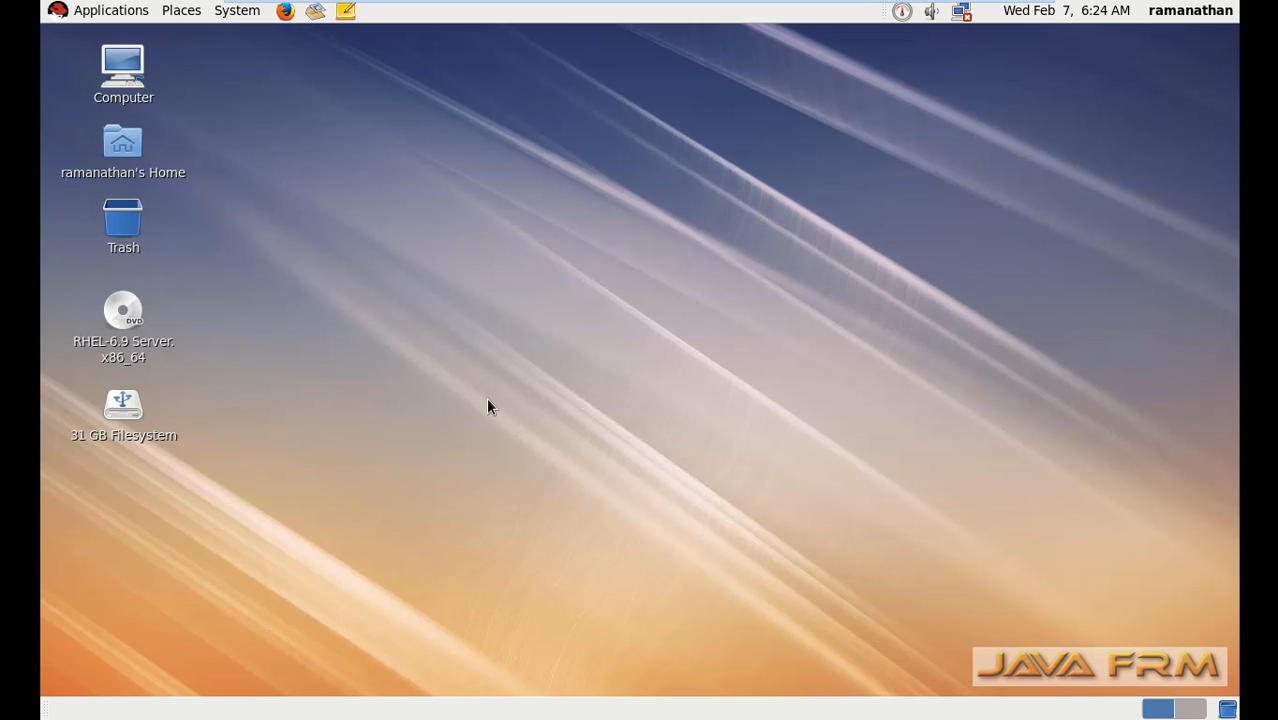 Applications Places System Wed Feb 7, 6:24 AM ramanathan
Computer
ramanathan's Home
Trash
DVD
RHEL-6.9 Server.
x86_64
31 GB Filesystem
JAVA FRM